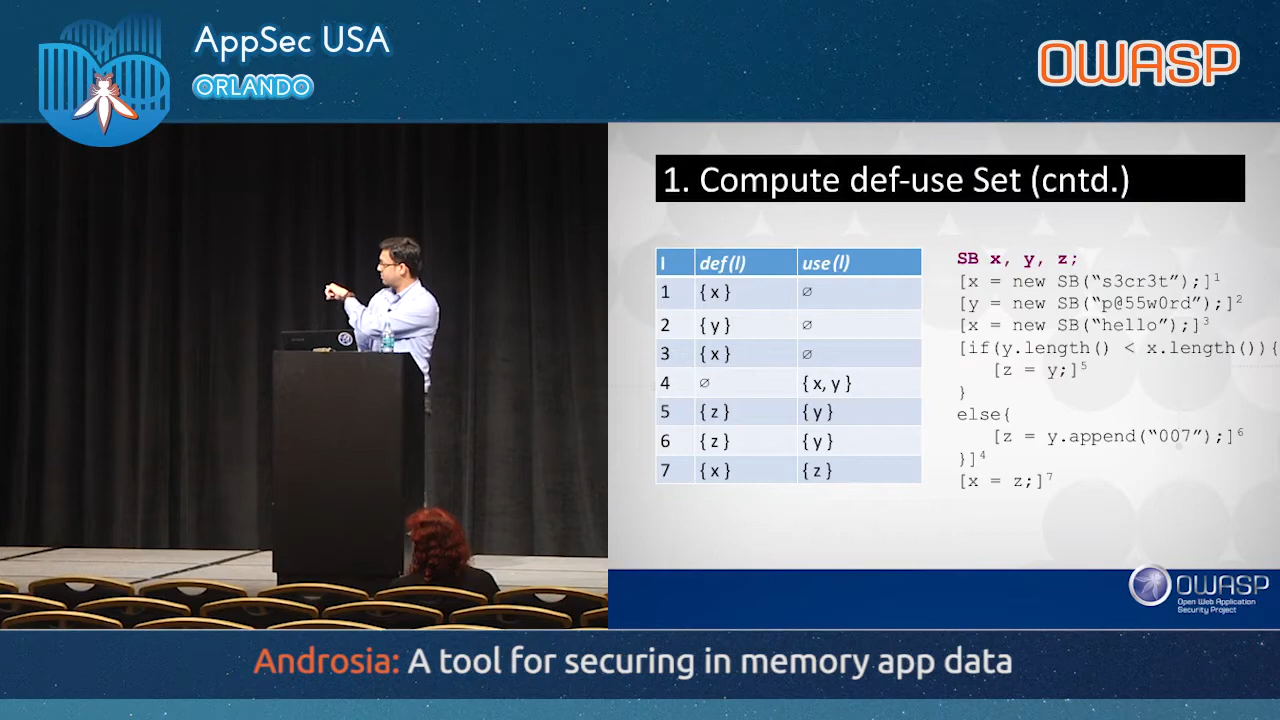 AppSec USA
ORLANDO
OWASP
1. Compute def-use Set (cntd.)
l def(l) use(l)
1 { x } ∅
2 { y } ∅
3 { x } ∅
4 ∅ { x, y }
5 { z } { y }
6 { z } { y }
7 { x } { z }
SB x, y, z;
[x = new SB(“s3cr3t”);]1
[y = new SB(“p@55w0rd”);]2
[x = new SB(“hello”);]3
[if(y.length() < x.length()){
[z = y;]5
}
else{
[z = y.append(“007”);]6
}]4
[x = z;]7
OWASP
Open Web Application
Security Project
Androsia: A tool for securing in memory app data